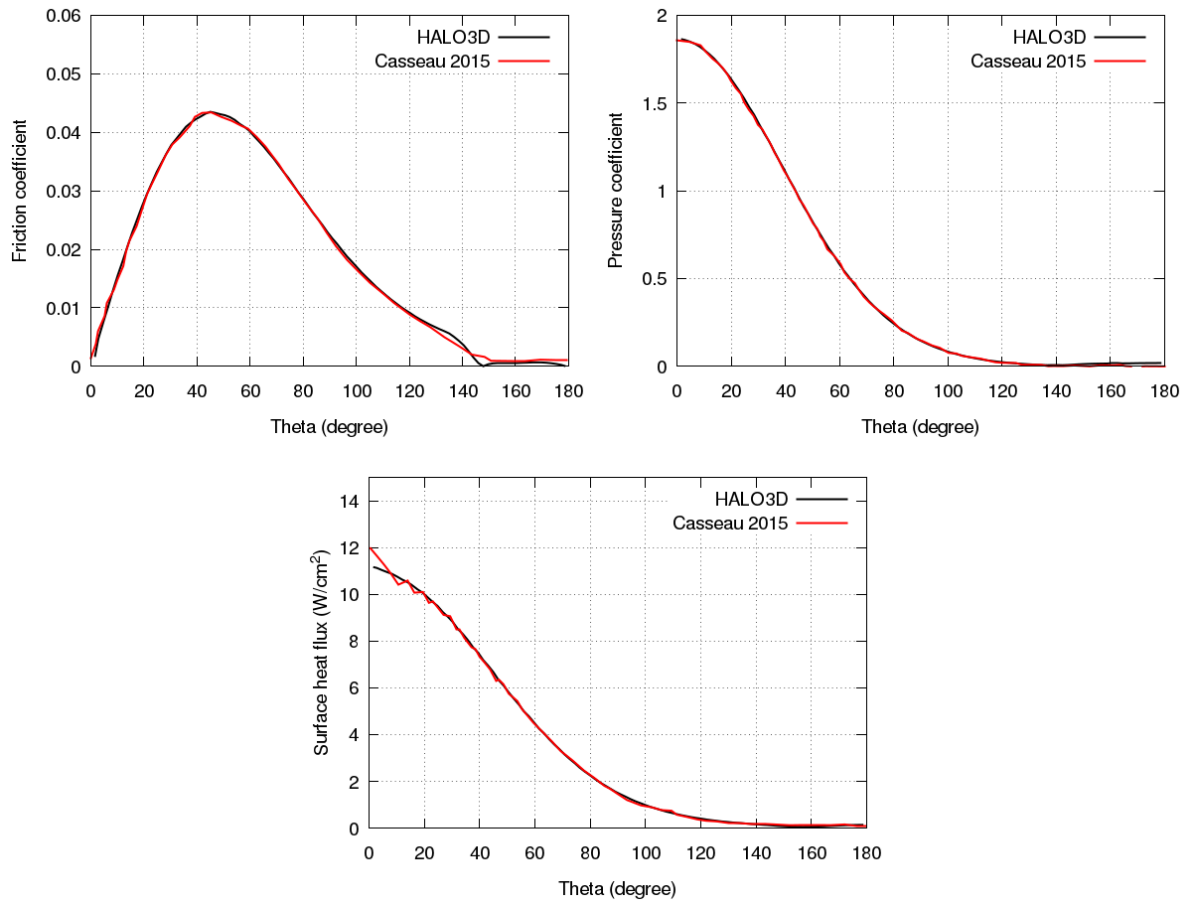 0.06
0.05
0.04
0.03
0.02
0.01
0
Friction coefficient
HALO3D
Casseau 2015
0 20 40 60 80 100 120 140 160 180
Theta (degree)
2
1.5
1
0.5
0
Pressure coefficient
HALO3D
Casseau 2015
0 20 40 60 80 100 120 140 160 180
Theta (degree)
14
12
10
8
6
4
2
0
Surface heat flux (W/cm²)
HALO3D
Casseau 2015
0 20 40 60 80 100 120 140 160 180
Theta (degree)